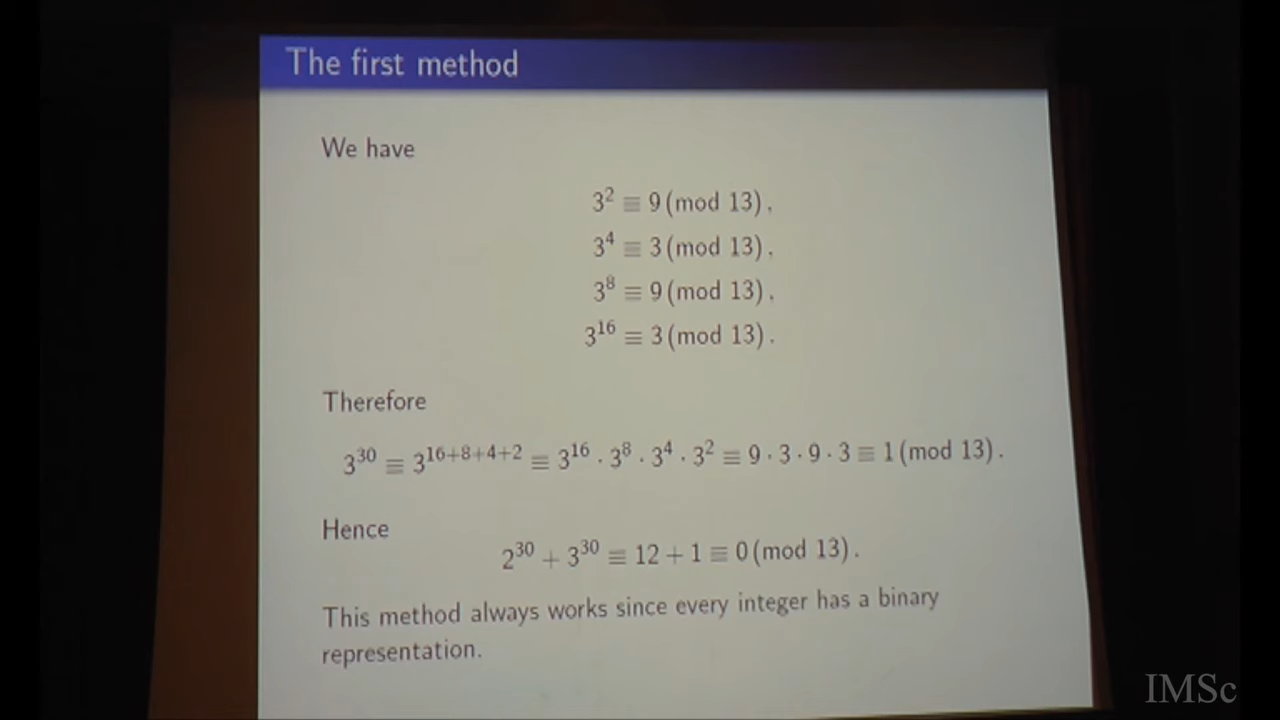 The first method
We have
3² ≡ 9 (mod 13),
3⁴ ≡ 3 (mod 13),
3⁸ ≡ 9 (mod 13),
3¹⁶ ≡ 3 (mod 13).
Therefore
3³⁰ ≡ 3¹⁶⁺⁸⁺⁴⁺² ≡ 3¹⁶ · 3⁸ · 3⁴ · 3² ≡ 9 · 3 · 9 · 3 ≡ 1 (mod 13).
Hence
2³⁰ + 3³⁰ ≡ 12 + 1 ≡ 0 (mod 13).
This method always works since every integer has a binary
representation.
IMSc